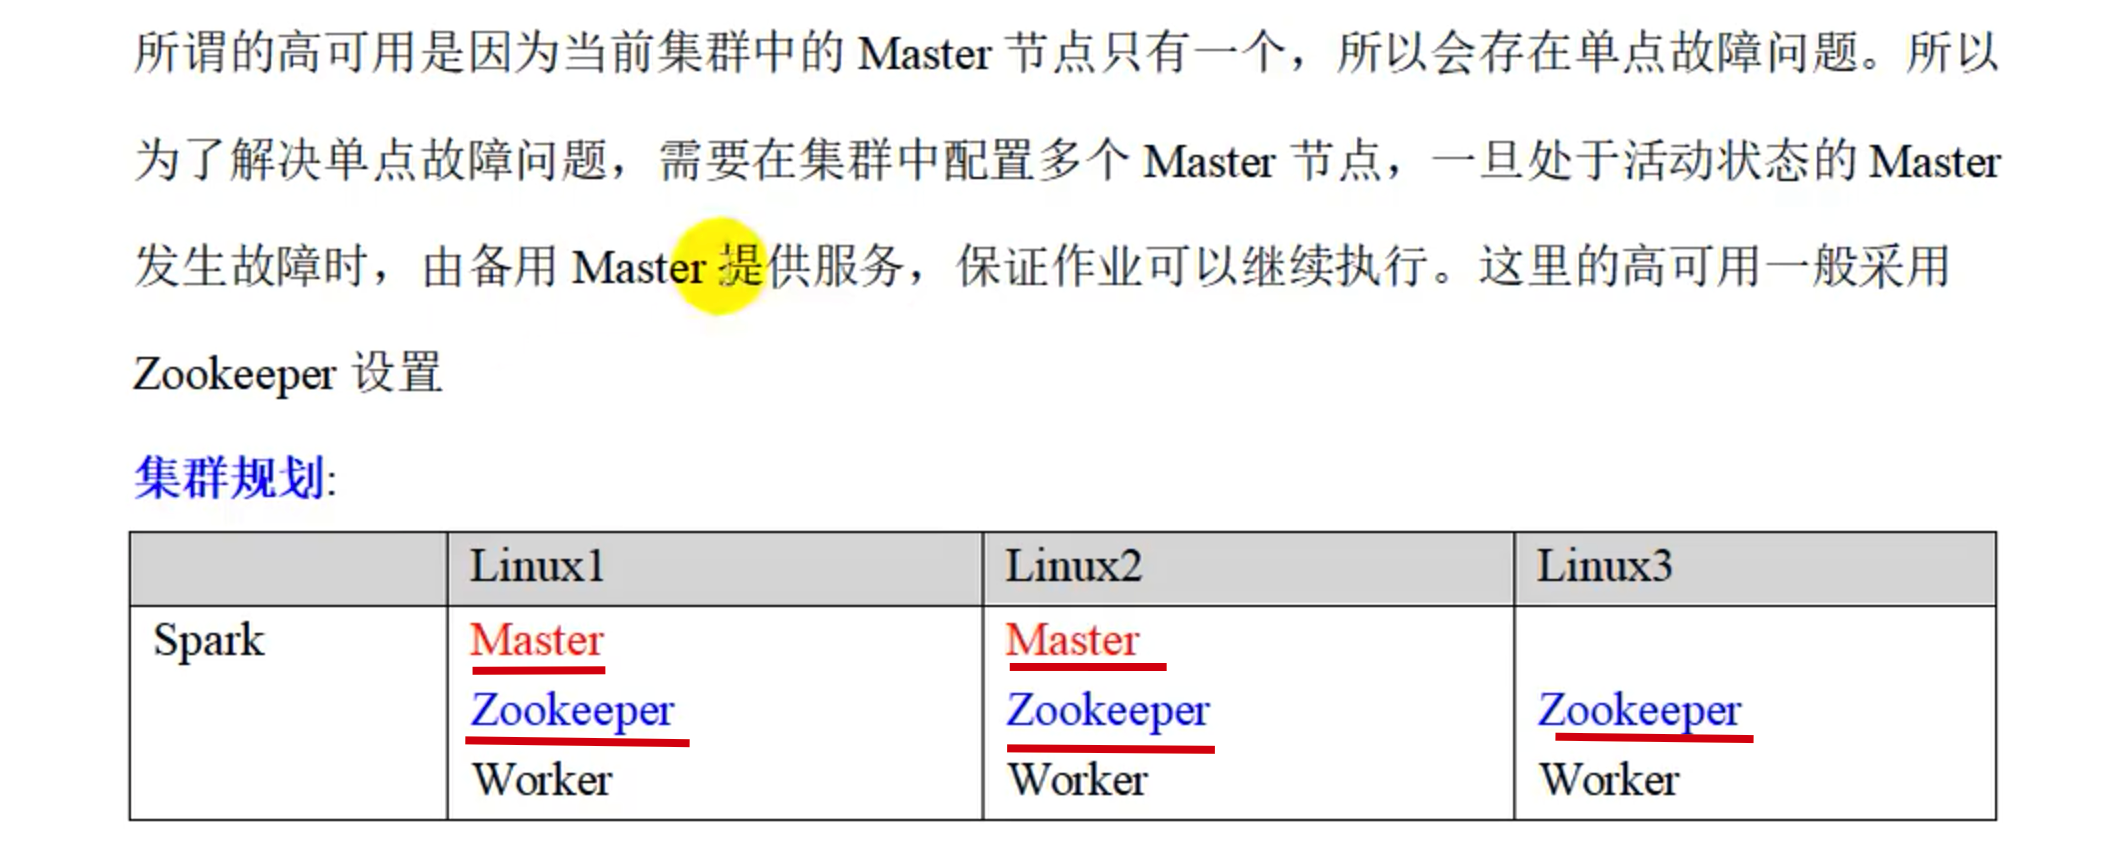 所谓的高可用是因为当前集群中的 Master 节点只有一个，所以会存在单点故障问题。所以
为了解决单点故障问题，需要在集群中配置多个 Master 节点，一旦处于活动状态的 Master
发生故障时，由备用 Master 提供服务，保证作业可以继续执行。这里的高可用一般采用
Zookeeper 设置
集群规划:
Linux1 Linux2 Linux3
Spark Master Master
Zookeeper Zookeeper Zookeeper
Worker Worker Worker